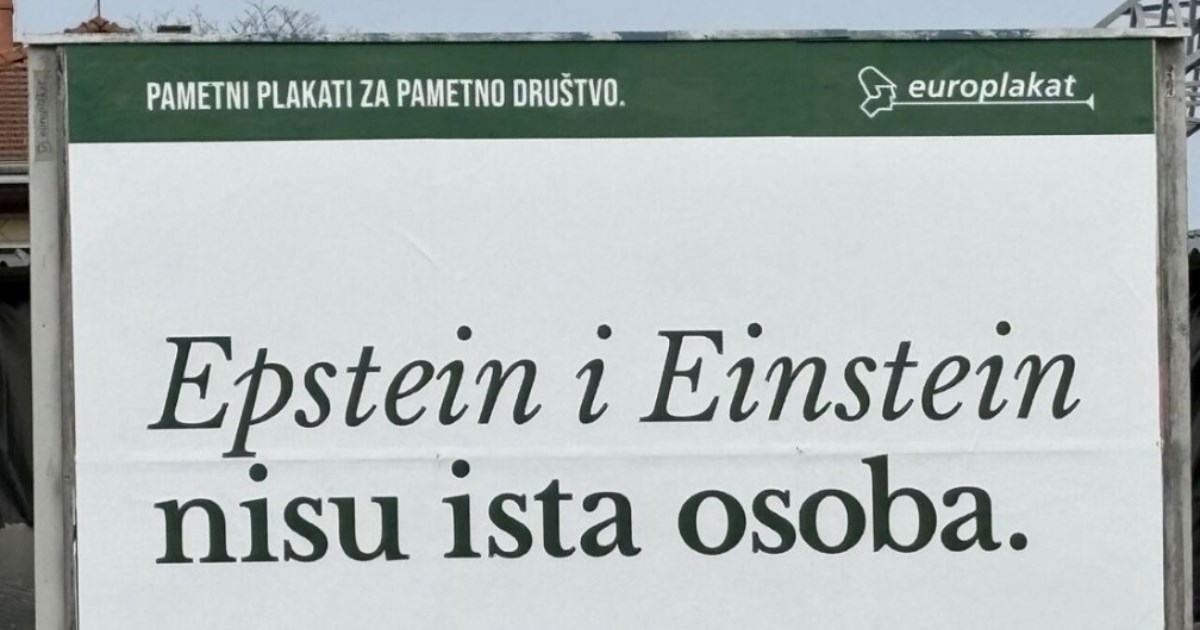 PAMETNI PLAKATI ZA PAMETNO DRUŠTVO.
europlakat
Epstein i Einstein
nisu ista osoba.